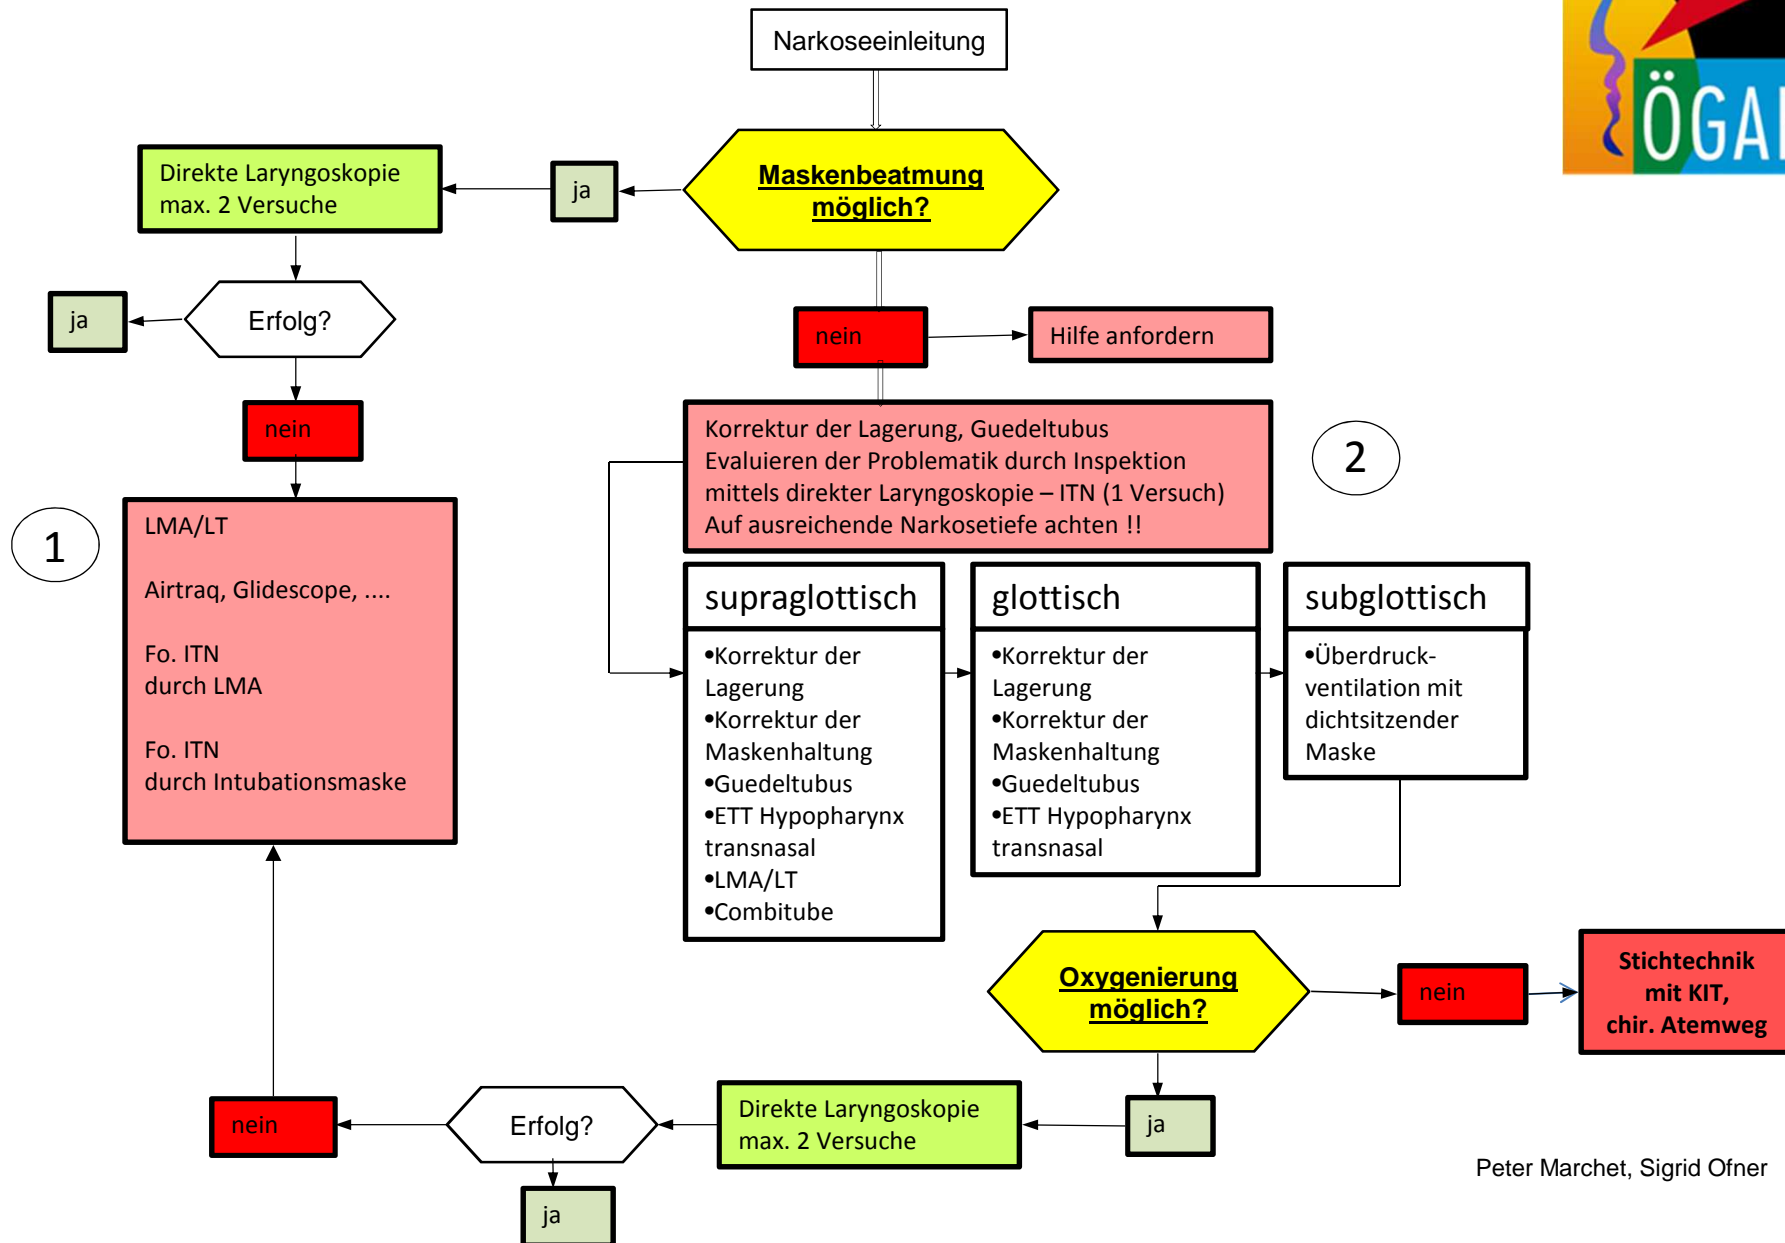 Narkoseeinleitung
ÖGAI
Maskenbeatmung
möglich?
ja
Direkte Laryngoskopie
max. 2 Versuche
Erfolg?
ja
nein
1
LMA/LT
Airtraq, Glidescope, ....
Fo. ITN
durch LMA
Fo. ITN
durch Intubationsmaske
nein
Hilfe anfordern
Korrektur der Lagerung, Guedeltubus
Evaluieren der Problematik durch Inspektion
mittels direkter Laryngoskopie – ITN (1 Versuch)
Auf ausreichende Narkosetiefe achten !!
2
supraglottisch
•Korrektur der
Lagerung
•Korrektur der
Maskenhaltung
•Guedeltubus
•ETT Hypopharynx
transnasal
•LMA/LT
•Combitube
glottisch
•Korrektur der
Lagerung
•Korrektur der
Maskenhaltung
•Guedeltubus
•ETT Hypopharynx
transnasal
subglottisch
•Überdruck-
ventilation mit
dichtsitzender
Maske
Oxygenierung
möglich?
nein
Stichtechnik
mit KIT,
chir. Atemweg
ja
Direkte Laryngoskopie
max. 2 Versuche
Erfolg?
nein
ja
Peter Marchet, Sigrid Ofner